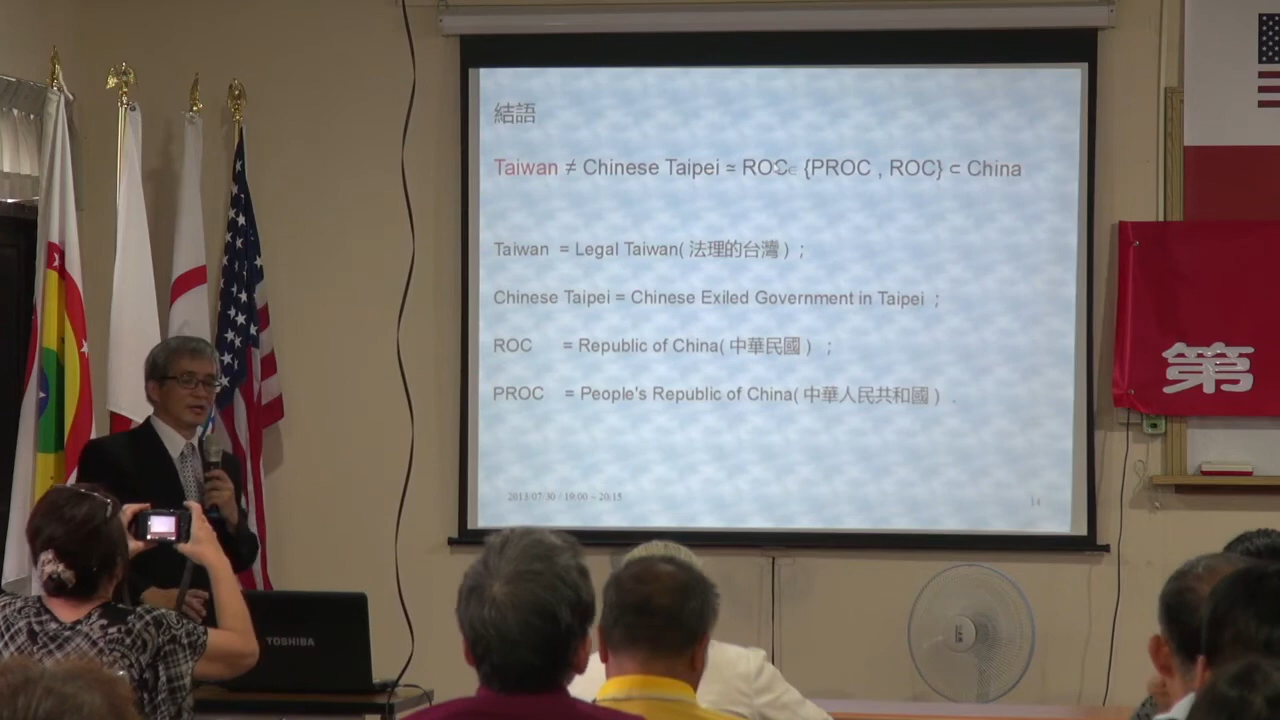 結語
Taiwan ≠ Chinese Taipei ≃ ROC∈ {PROC , ROC} ⊂ China
Taiwan = Legal Taiwan( 法理的台灣 ) ;
Chinese Taipei = Chinese Exiled Government in Taipei ;
ROC = Republic of China( 中華民國 ) ;
PROC = People's Republic of China( 中華人民共和國 ) .
2013/07/30 / 19:00 ~ 20:15
14
第
TOSHIBA